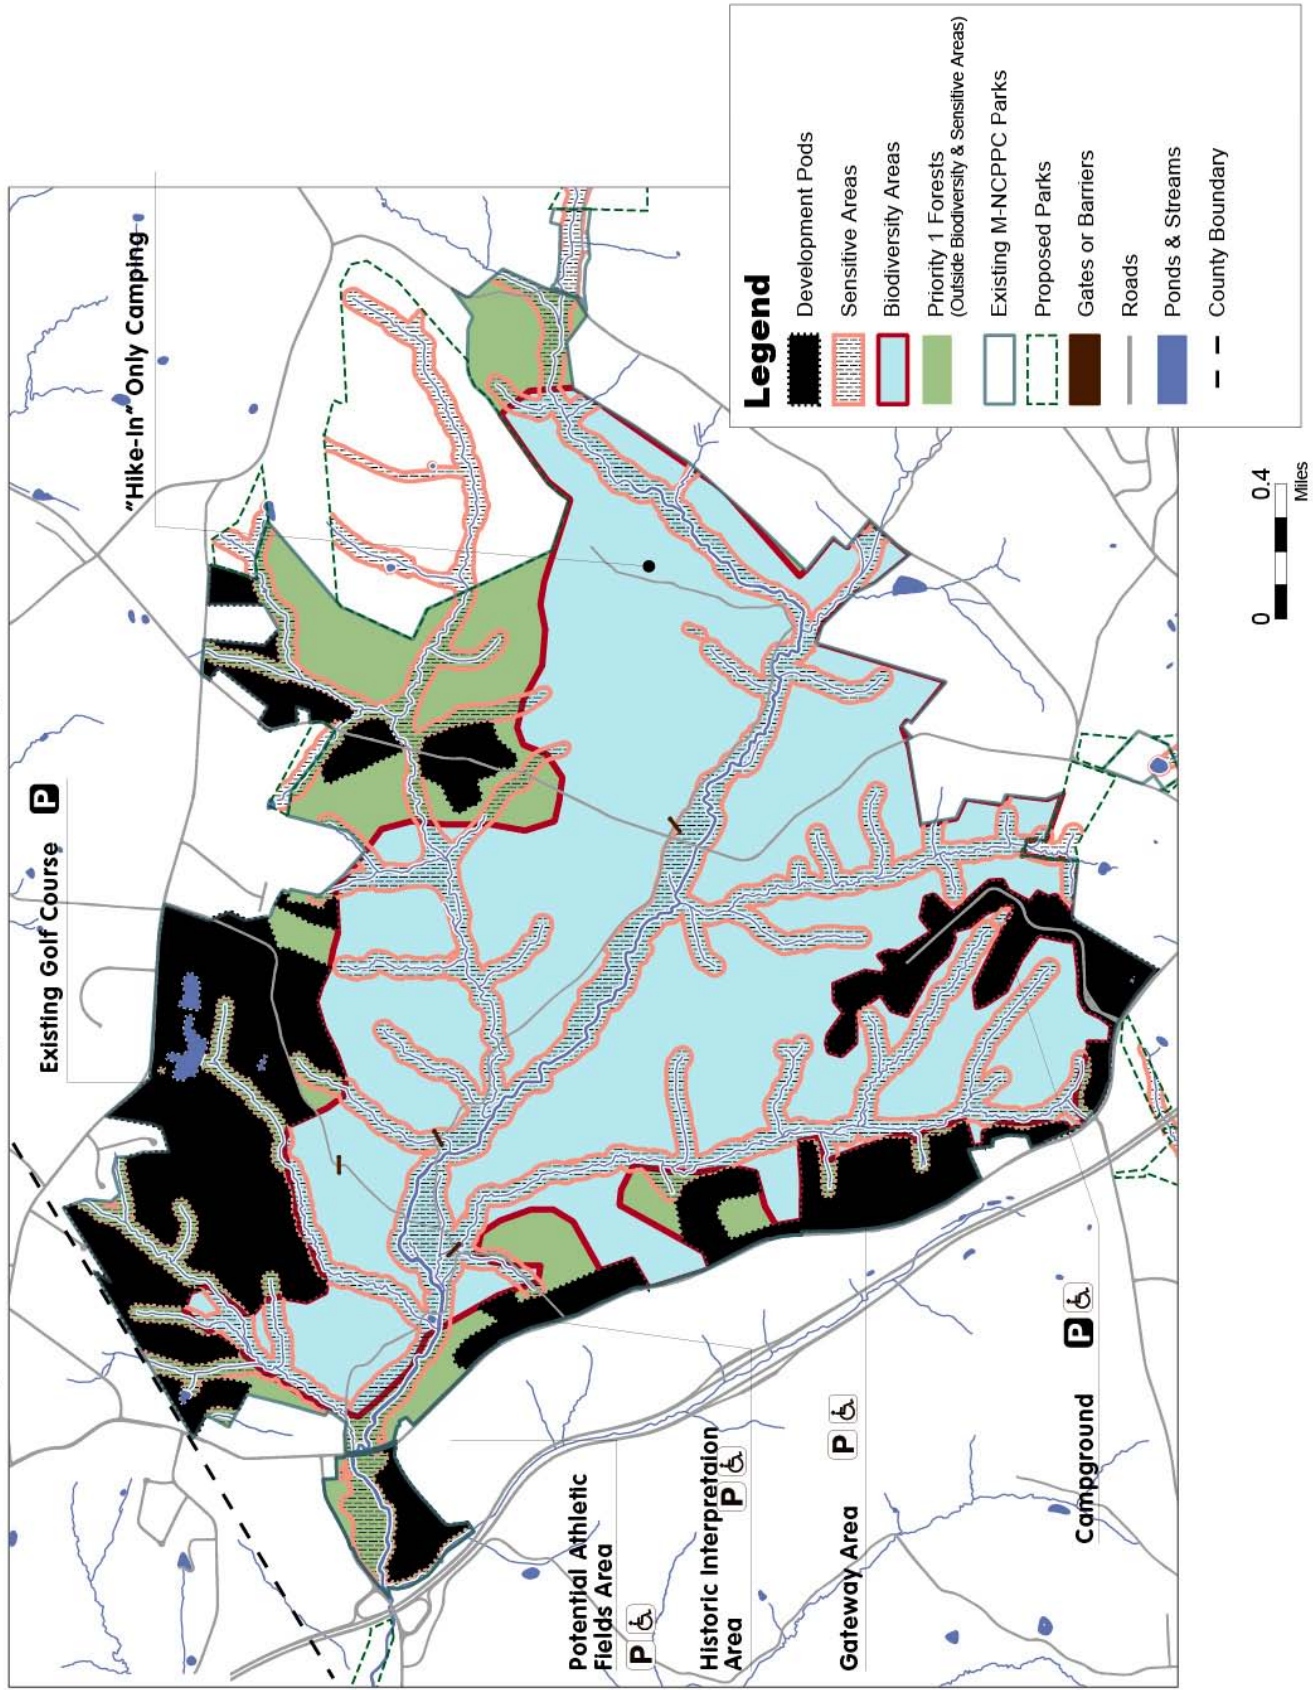 "Hike-In" Only Camping
Existing Golf Course
P
Legend
Development Pods
Sensitive Areas
Biodiversity Areas
Priority 1 Forests
(Outside Biodiversity & Sensitive Areas)
Existing M-NCPPC Parks
Proposed Parks
Gates or Barriers
Roads
Ponds & Streams
County Boundary
0 0.4
Miles
Potential Athletic
Fields Area
P
Historic Interpretaion
Area
P
Gateway Area
P
Campground
P